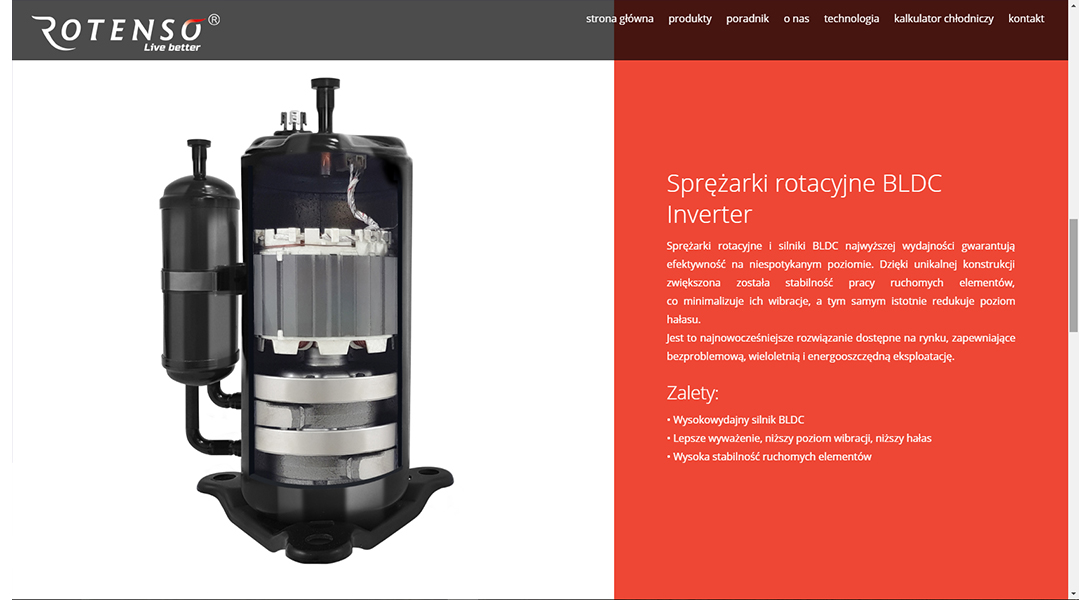 ROTENSO®
Live better
strona główna produkty poradnik o nas technologia kalkulator chłodniczy kontakt
Sprężarki rotacyjne BLDC
Inverter
Sprężarki rotacyjne i silniki BLDC najwyższej wydajności gwarantują
efektywność na niespotykanym poziomie. Dzięki unikalnej konstrukcji
zwiększona została stabilność pracy ruchomych elementów,
co minimalizuje ich wibracje, a tym samym istotnie redukuje poziom
hałasu.
Jest to najnowocześniejsze rozwiązanie dostępne na rynku, zapewniające
bezproblemową, wieloletnią i energooszczędną eksploatację.
Zalety:
• Wysokowydajny silnik BLDC
• Lepsze wyważenie, niższy poziom wibracji, niższy hałas
• Wysoka stabilność ruchomych elementów